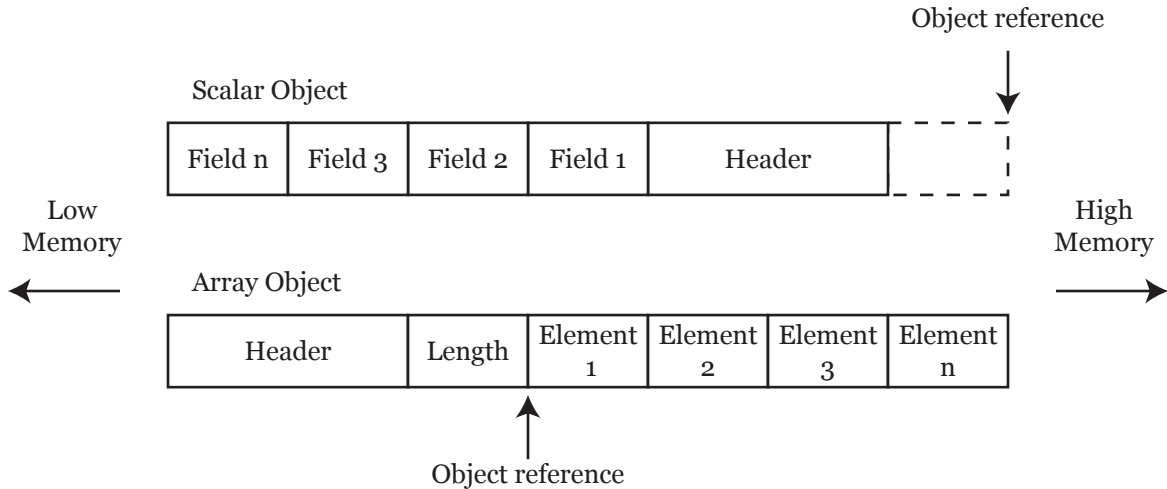 Object reference
Scalar Object
Field n Field 3 Field 2 Field 1 Header
Low
Memory
High
Memory
Array Object
Header Length Element
1 Element
2 Element
3 Element
n
Object reference